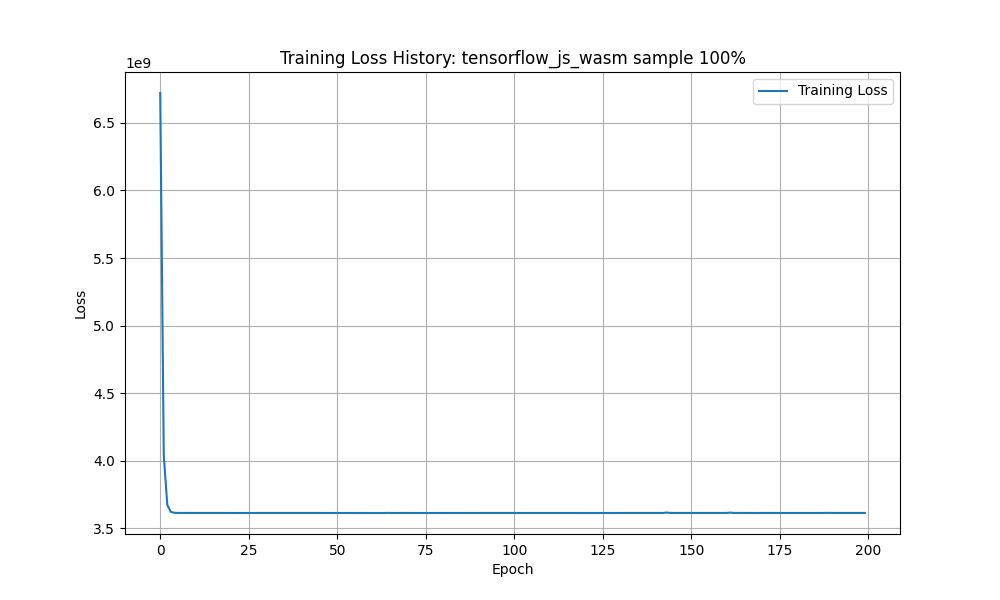 Training Loss History: tensorflow_js_wasm sample 100%
1e9
Training Loss
6.5
6.0
5.5
5.0
4.5
4.0
3.5
Loss
0 25 50 75 100 125 150 175 200
Epoch